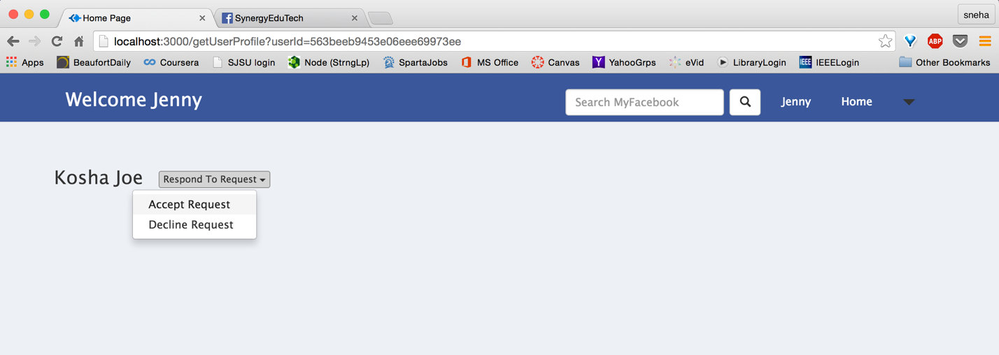 Home Page
SynergyEduTech
sneha
localhost:3000/getUserProfile?userId=563beeb9453e06eee69973ee
ABP
Apps BeaufortDaily Coursera SJSU login Node (StrngLp) SpartaJobs MS Office Canvas YahooGrps eVid LibraryLogin IEEE IEEELogin Other Bookmarks
Welcome Jenny Search MyFacebook Jenny Home
Kosha Joe Respond To Request
Accept Request
Decline Request